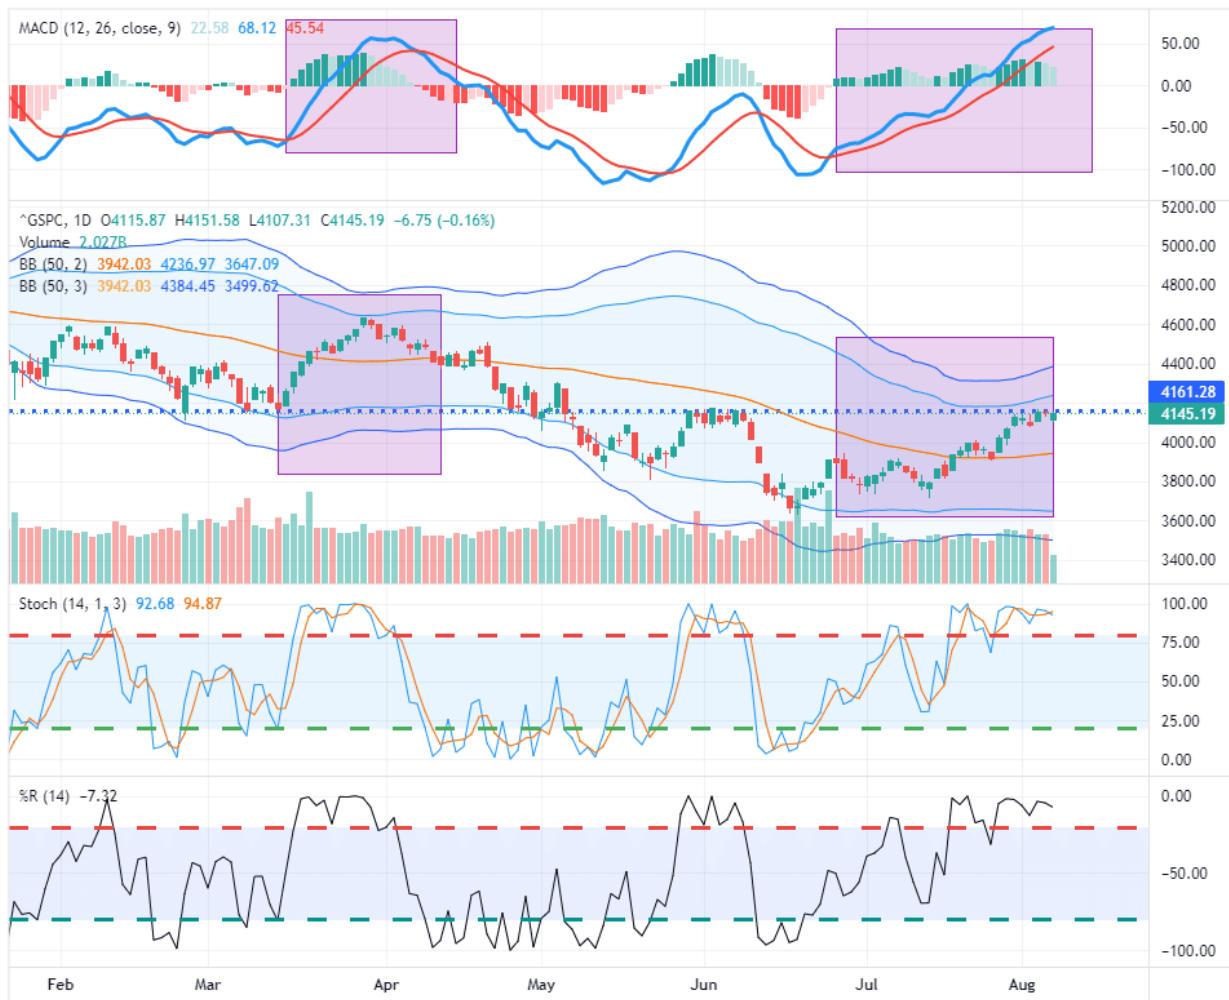 MACD (12, 26, close, 9) 22.58 68.12 45.54
50.00
0.00
−50.00
−100.00
5200.00
^GSPC, 1D O4115.87 H4151.58 L4107.31 C4145.19 −6.75 (−0.16%)
Volume 2.027B
5000.00
BB (50, 2) 3942.03 4236.97 3647.09
BB (50, 3) 3942.03 4384.45 3499.62
4800.00
4600.00
4400.00
4161.28
4145.19
4000.00
3800.00
3600.00
3400.00
Stoch (14, 1, 3) 92.68 94.87
100.00
75.00
50.00
25.00
0.00
%R (14) −7.32
0.00
−50.00
−100.00
Feb Mar Apr May Jun Jul Aug